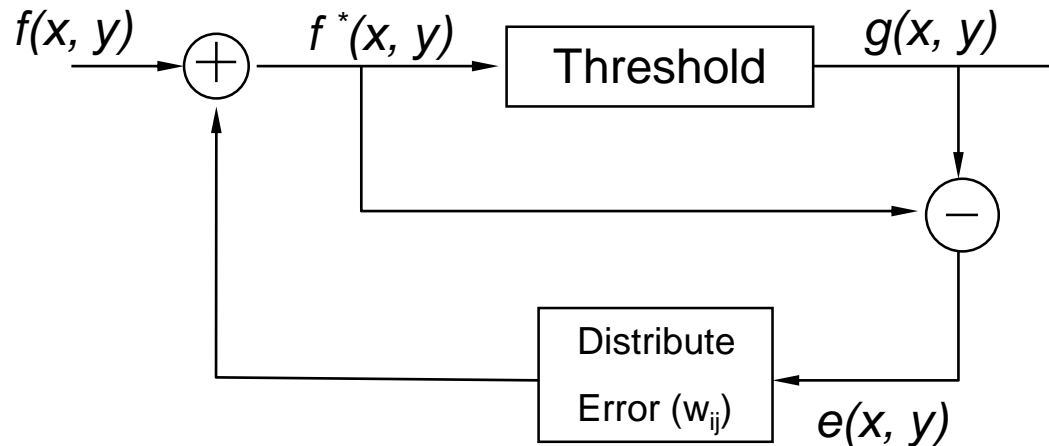 f(x, y)
f *(x, y)
g(x, y)
+
Threshold
−
Distribute
Error (wij)
e(x, y)